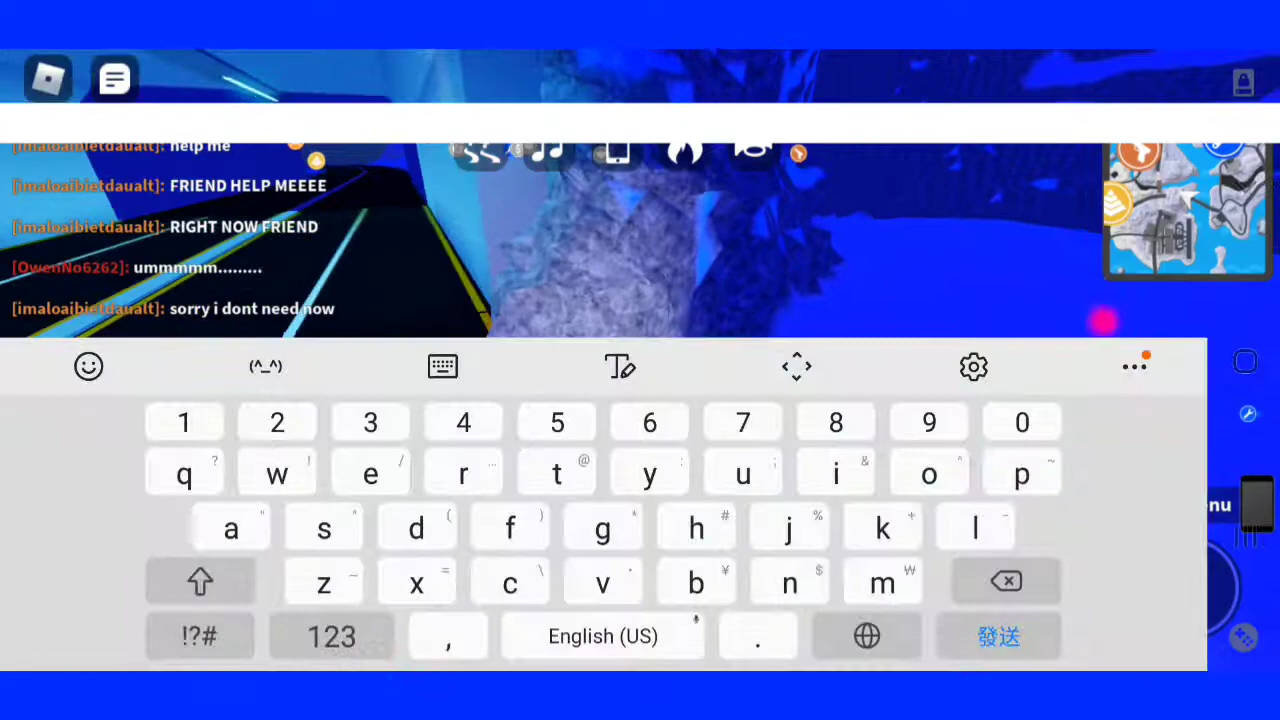 [imaloaibietdaualt]: help me
[imaloaibietdaualt]: FRIEND HELP MEEEE
[imaloaibietdaualt]: RIGHT NOW FRIEND
[OwenNo6262]: ummmmm.........
[imaloaibietdaualt]: sorry i dont need now
(^_^)
1 2 3 4 5 6 7 8 9 0
q ? w ! e / r ... t @ y : u ; i & o ^ p ~
a " s ' d ( f ) g * h # j % k + l -
z ~ x = c \ v · b ¥ n $ m ₩
!?# 123 , English (US) . 發送
nu